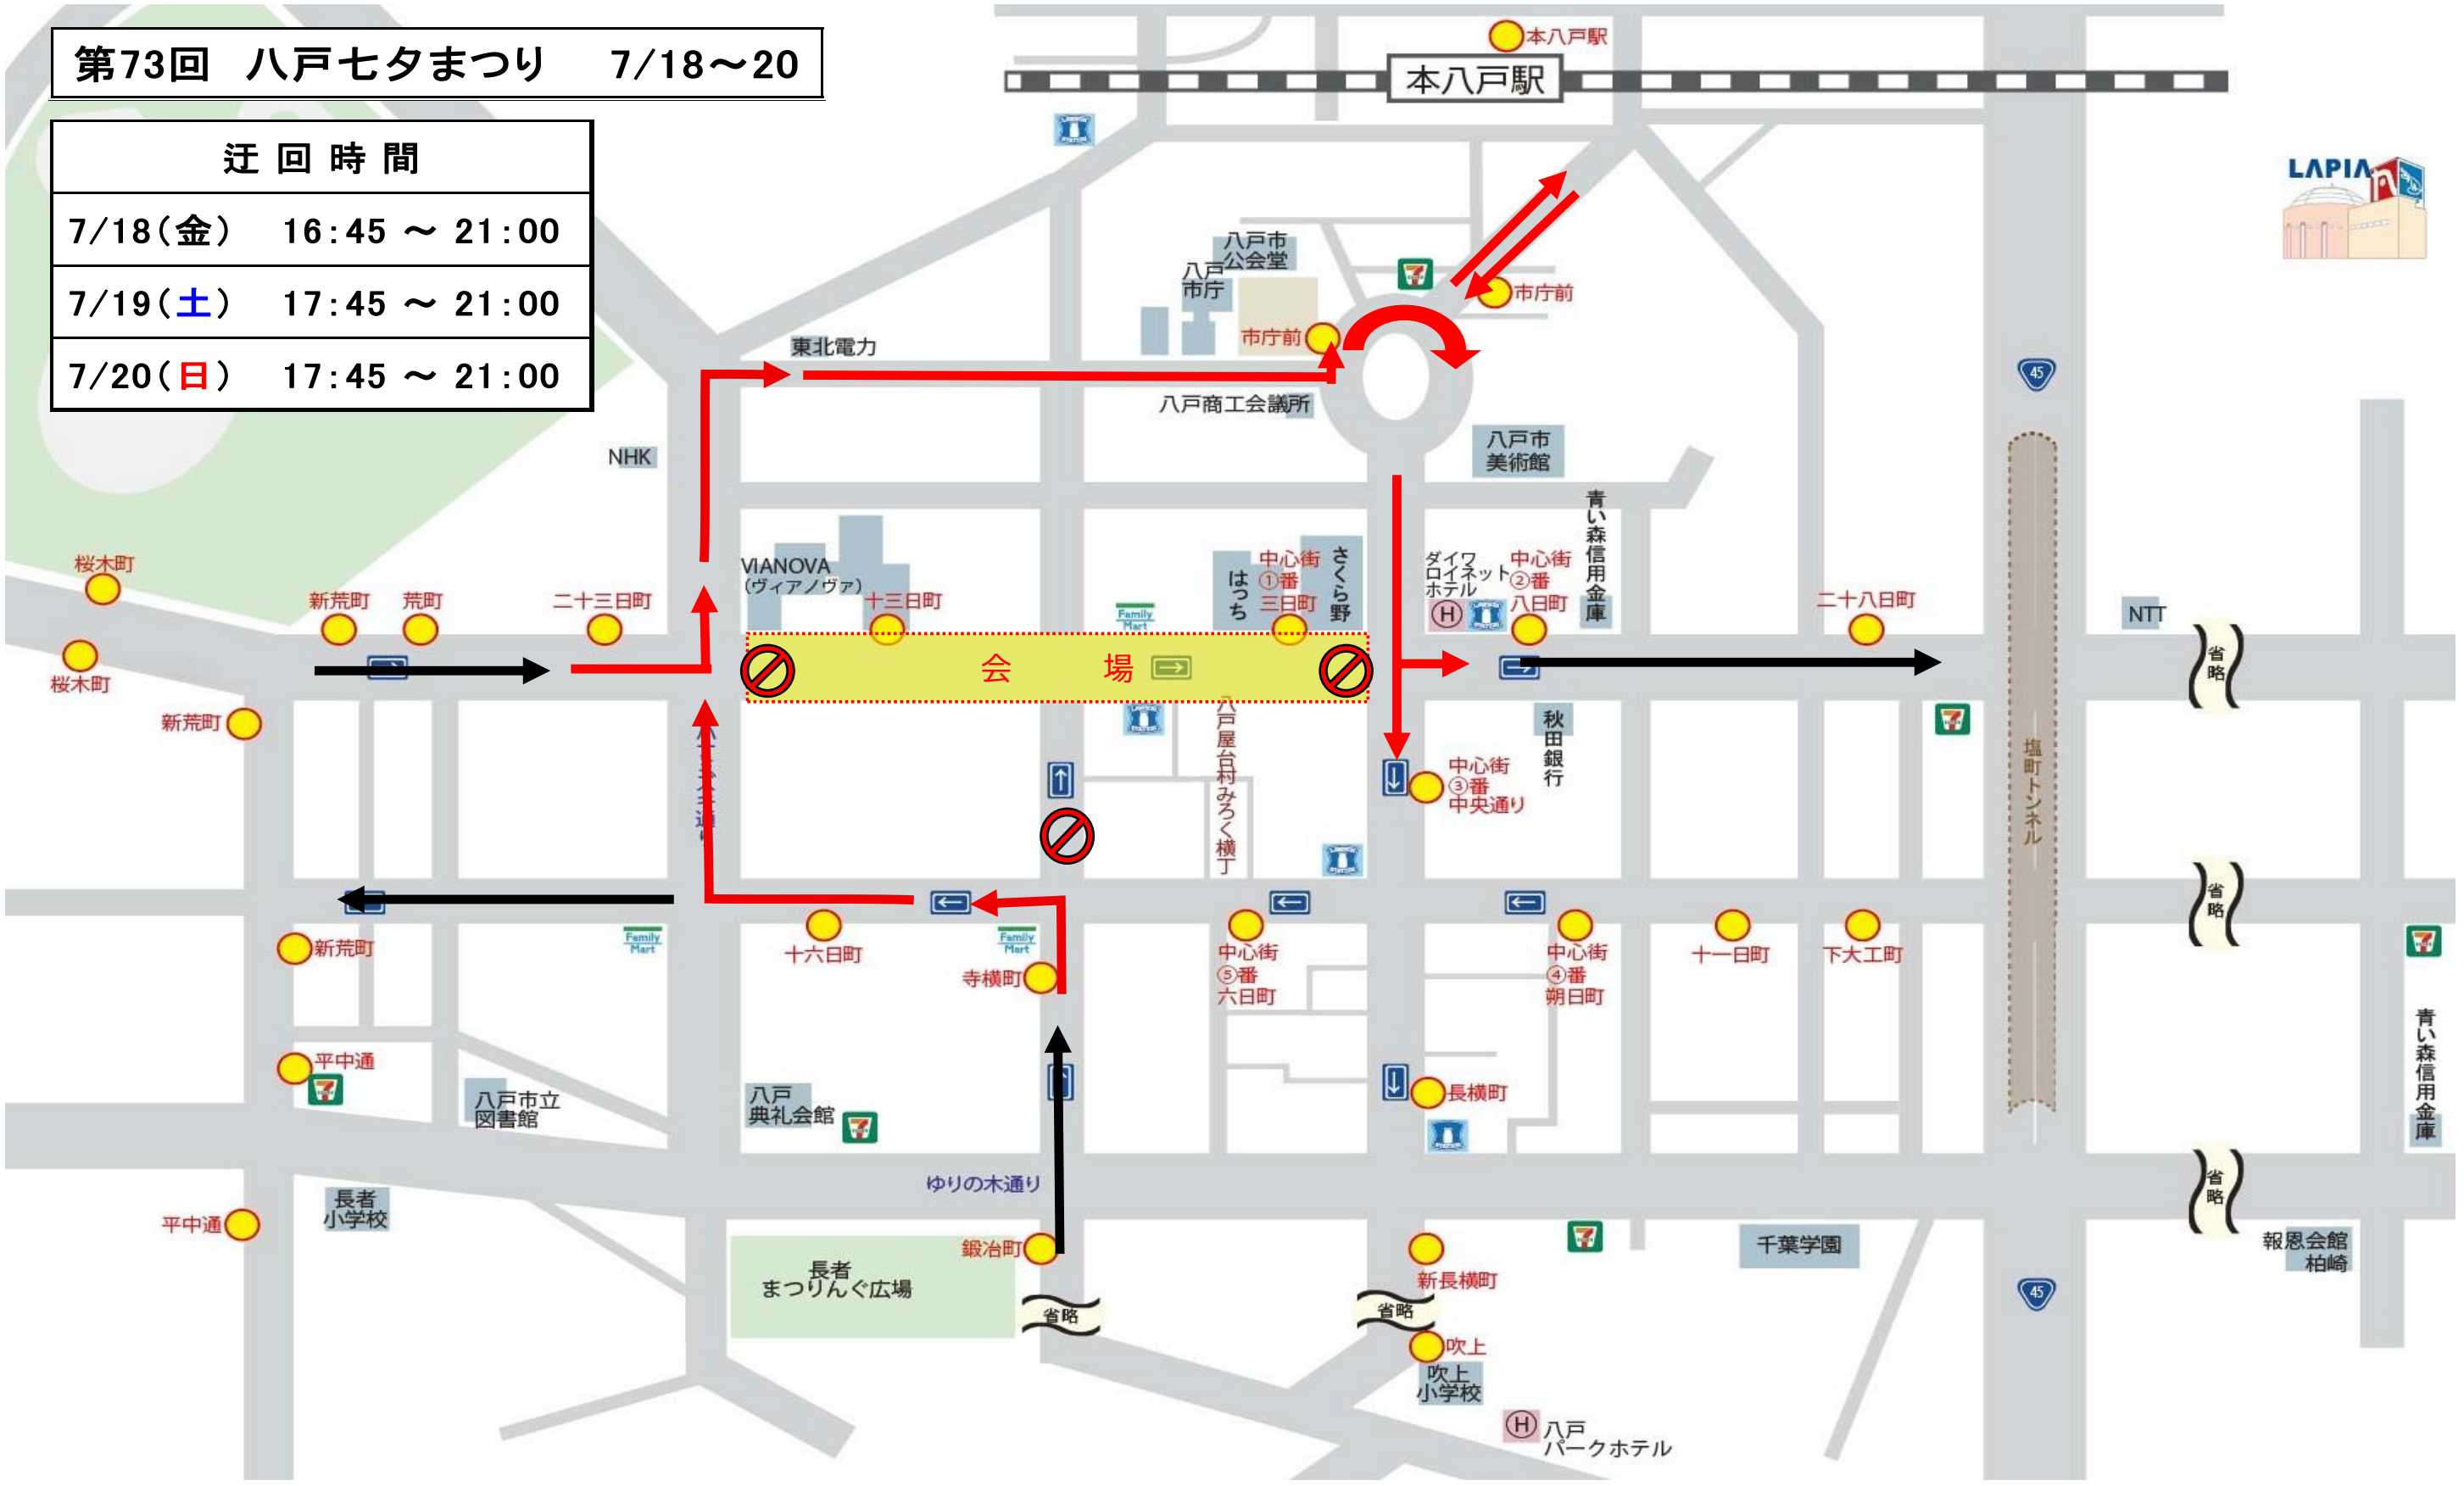 第73回　八戸七夕まつり　7/18～20
迂回時間
7/18(金)　16:45 ～ 21:00
7/19(土)　17:45 ～ 21:00
7/20(日)　17:45 ～ 21:00
本八戸駅
本八戸駅
LAPIA
八戸市
公会堂
八戸
市庁
市庁前
市庁前
東北電力
八戸商工会議所
45
NHK
八戸市
美術館
青い森信用金庫
VIANOVA
(ヴィアノヴァ)
十三日町
Family
Mart
はっち
中心街
①番
三日町
さくら野
ダイワ
ロイネット
ホテル
H
中心街
②番
八日町
二十八日町
NTT
省略
桜木町
桜木町
新荒町
荒町
二十三日町
新荒町
会場
八戸屋台村みろく横丁
秋田銀行
中心街
③番
中央通り
塩町トンネル
省略
新荒町
Family
Mart
十六日町
Family
Mart
寺横町
中心街
⑤番
六日町
中心街
④番
朔日町
十一日町
下大工町
青い森信用金庫
平中通
八戸市立
図書館
八戸
典礼会館
長横町
ゆりの木通り
省略
長者
小学校
平中通
鍛冶町
長者
まつりんぐ広場
新長横町
千葉学園
報恩会館
柏崎
45
省略
省略
吹上
吹上
小学校
H
八戸
パークホテル